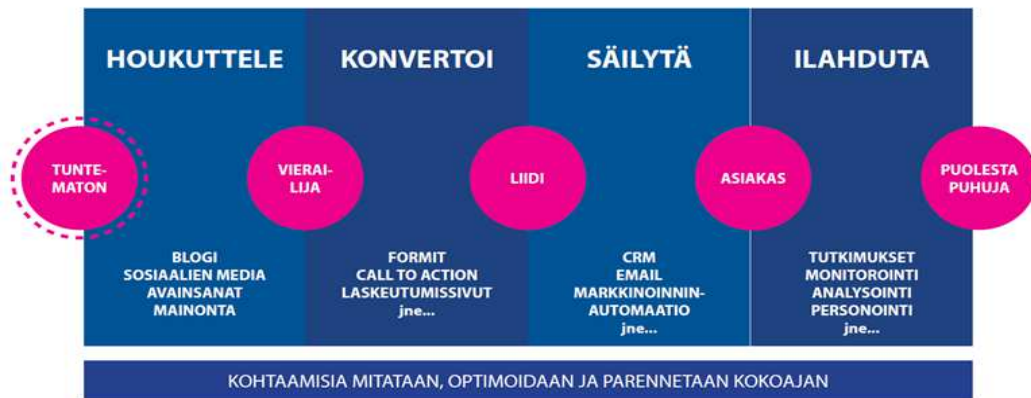 HOUKUTTELE
KONVERTOI
SÄILYTÄ
ILAHDUTA
TUNTE-
MATON
VIERAI-
LIJA
LIIDI
ASIAKAS
PUOLESTA
PUHUJA
BLOGI
SOSIAALIEN MEDIA
AVAINSANAT
MAINONTA
FORMIT
CALL TO ACTION
LASKEUTUMISSIVUT
jne...
CRM
EMAIL
MARKKINOINNIN-
AUTOMAATIO
jne...
TUTKIMUKSET
MONITOROINTI
ANALYSOINTI
PERSONOINTI
jne...
KOHTAAMISIA MITATAAN, OPTIMOIDAAN JA PARENNETAAN KOKOAJAN